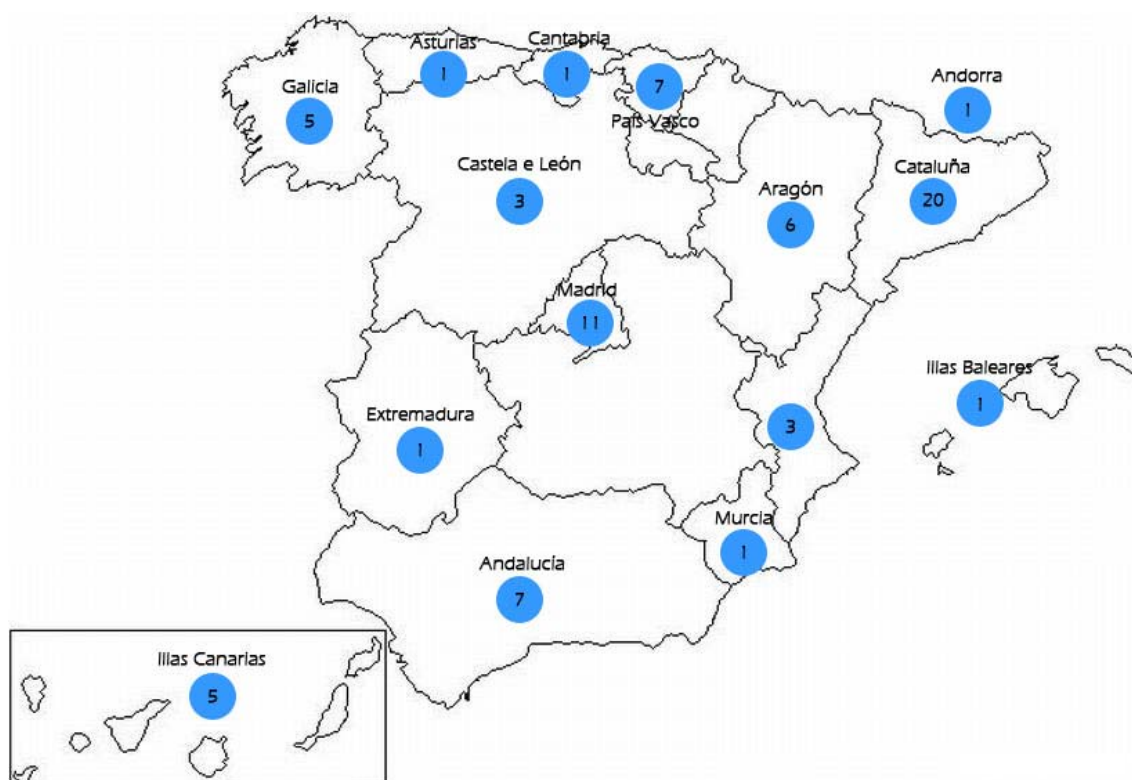 Asturias
1
Cantabria
1
7
País Vasco
Andorra
1
Galicia
5
Castela e León
3
Aragón
6
Cataluña
20
Madrid
11
Illas Baleares
1
Extremadura
1
3
Murcia
1
Andalucía
7
Illas Canarias
5